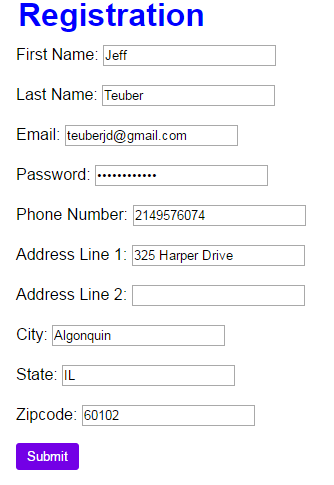 Registration
First Name: Jeff
Last Name: Teuber
Email: teuberjd@gmail.com
Password: ••••••••••••
Phone Number: 2149576074
Address Line 1: 325 Harper Drive
Address Line 2:
City: Algonquin
State: IL
Zipcode: 60102
Submit